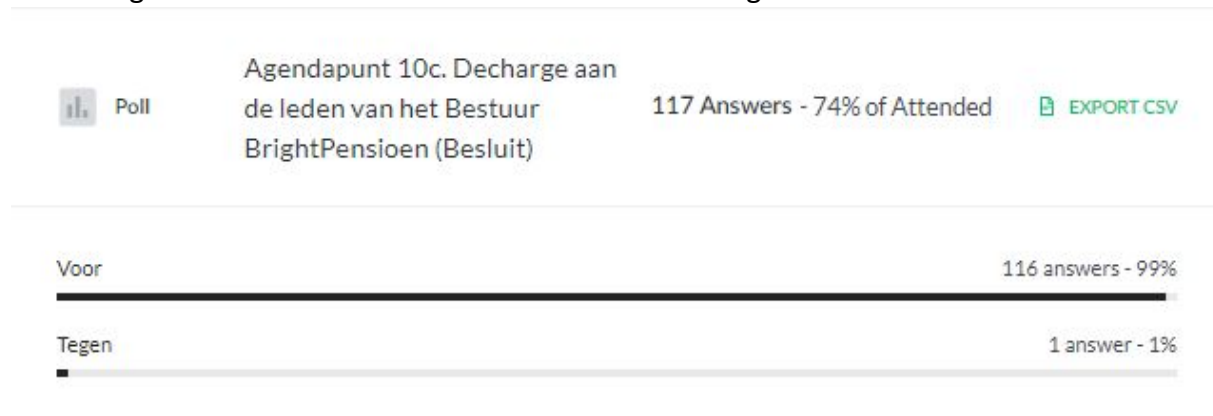 Poll
Agendapunt 10c. Decharge aan
de leden van het Bestuur
BrightPensioen (Besluit)
117 Answers - 74% of Attended
EXPORT CSV
Voor
116 answers - 99%
Tegen
1 answer - 1%